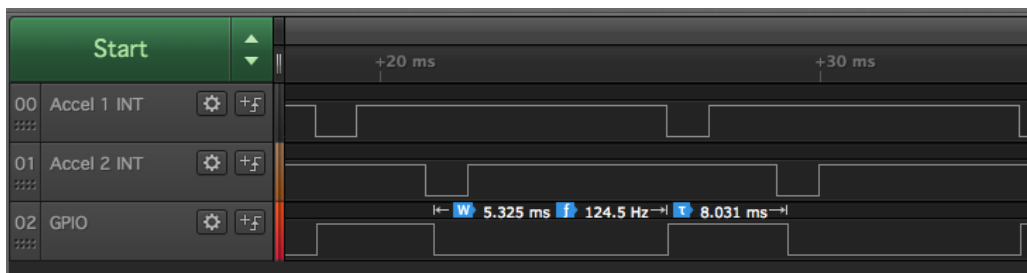 Start
+20 ms +30 ms
00 Accel 1 INT
01 Accel 2 INT
W 5.325 ms f 124.5 Hz τ 8.031 ms
02 GPIO